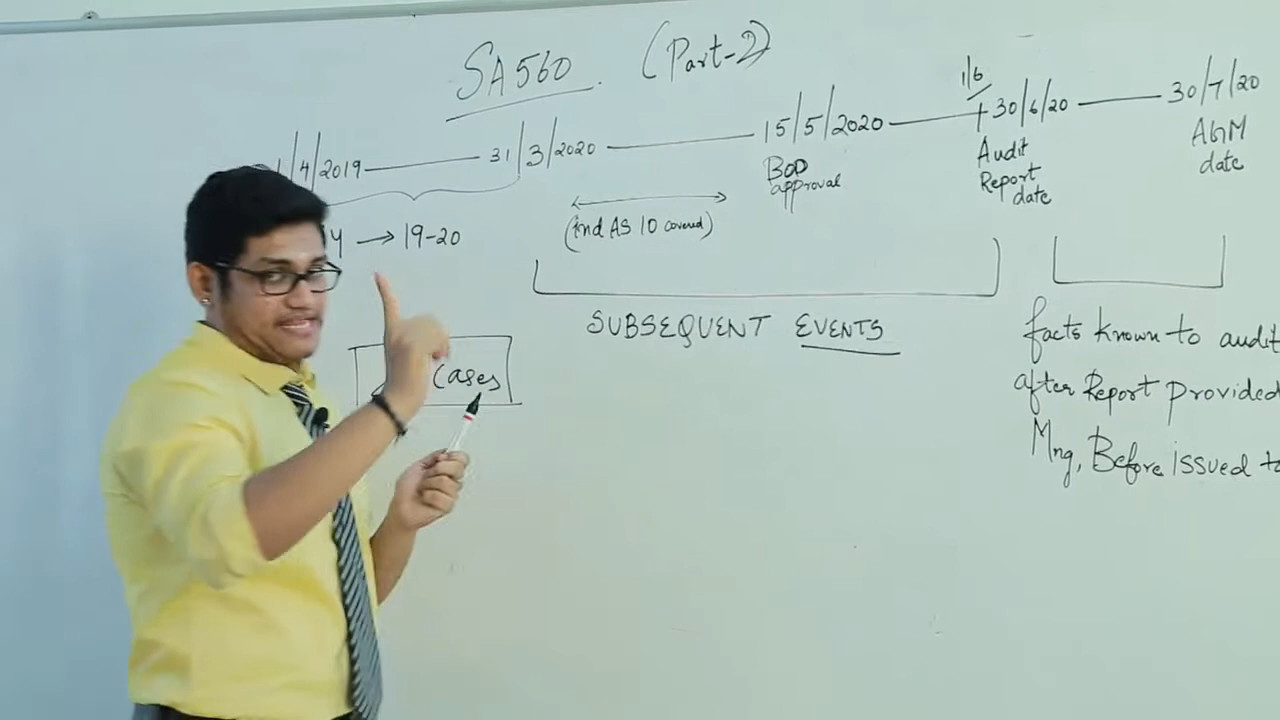 SA 560. (Part-2)
1/4/2019 — 31/3/2020 — 15/5/2020 — 1/6 30/6/20 — 30/7/20
BOD approval
Audit Report date
AGM date
(Ind AS 10 covered)
Y → 19-20
SUBSEQUENT EVENTS
Cases
facts known to audit
after Report provided
Mng, Before issued to